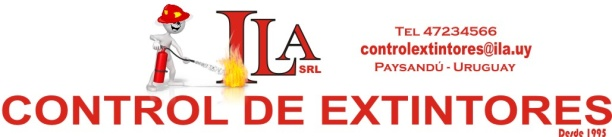 ILA
SRL
TEL 47234566
controlextintores@ila.uy
PAYSANDÚ - URUGUAY
CONTROL DE EXTINTORES
Desde 1995